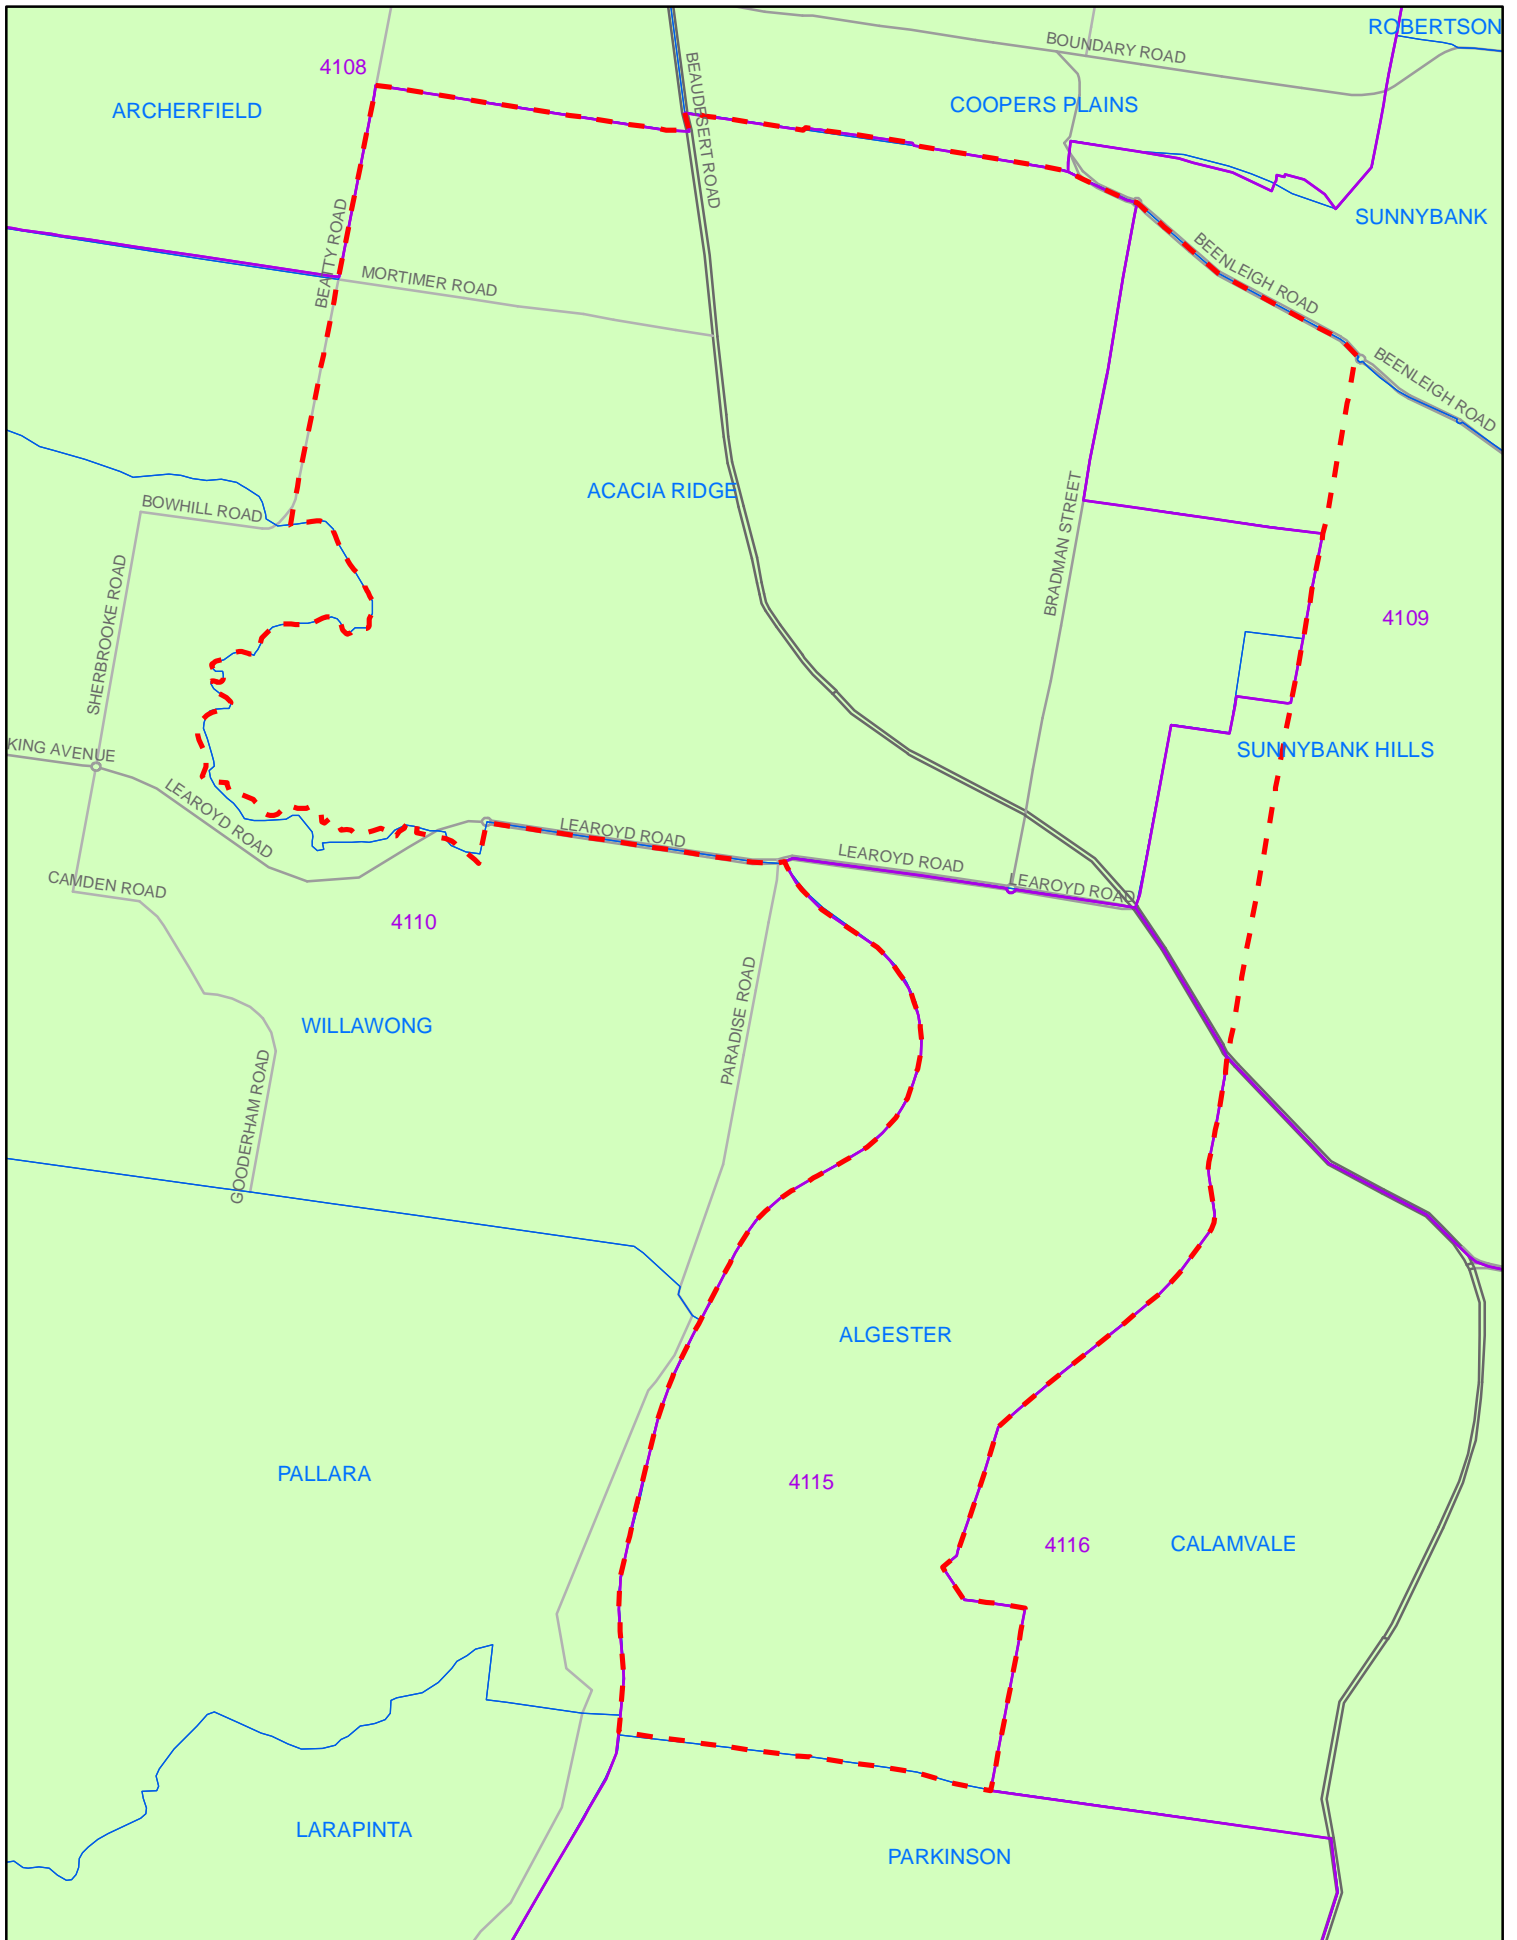 ROBERTSON
BOUNDARY ROAD
4108
COOPERS PLAINS
ARCHERFIELD
BEAUDESERT ROAD
SUNNYBANK
BEATTY ROAD
BEENLEIGH ROAD
MORTIMER ROAD
BEENLEIGH ROAD
ACACIA RIDGE
BOWHILL ROAD
BRADMAN STREET
SHERBROOKE ROAD
4109
KING AVENUE
SUNNYBANK HILLS
LEAROYD ROAD
LEAROYD ROAD
LEAROYD ROAD
LEAROYD ROAD
CAMDEN ROAD
4110
PARADISE ROAD
WILLAWONG
GOODERHAM ROAD
ALGESTER
PALLARA
4115
4116
CALAMVALE
LARAPINTA
PARKINSON